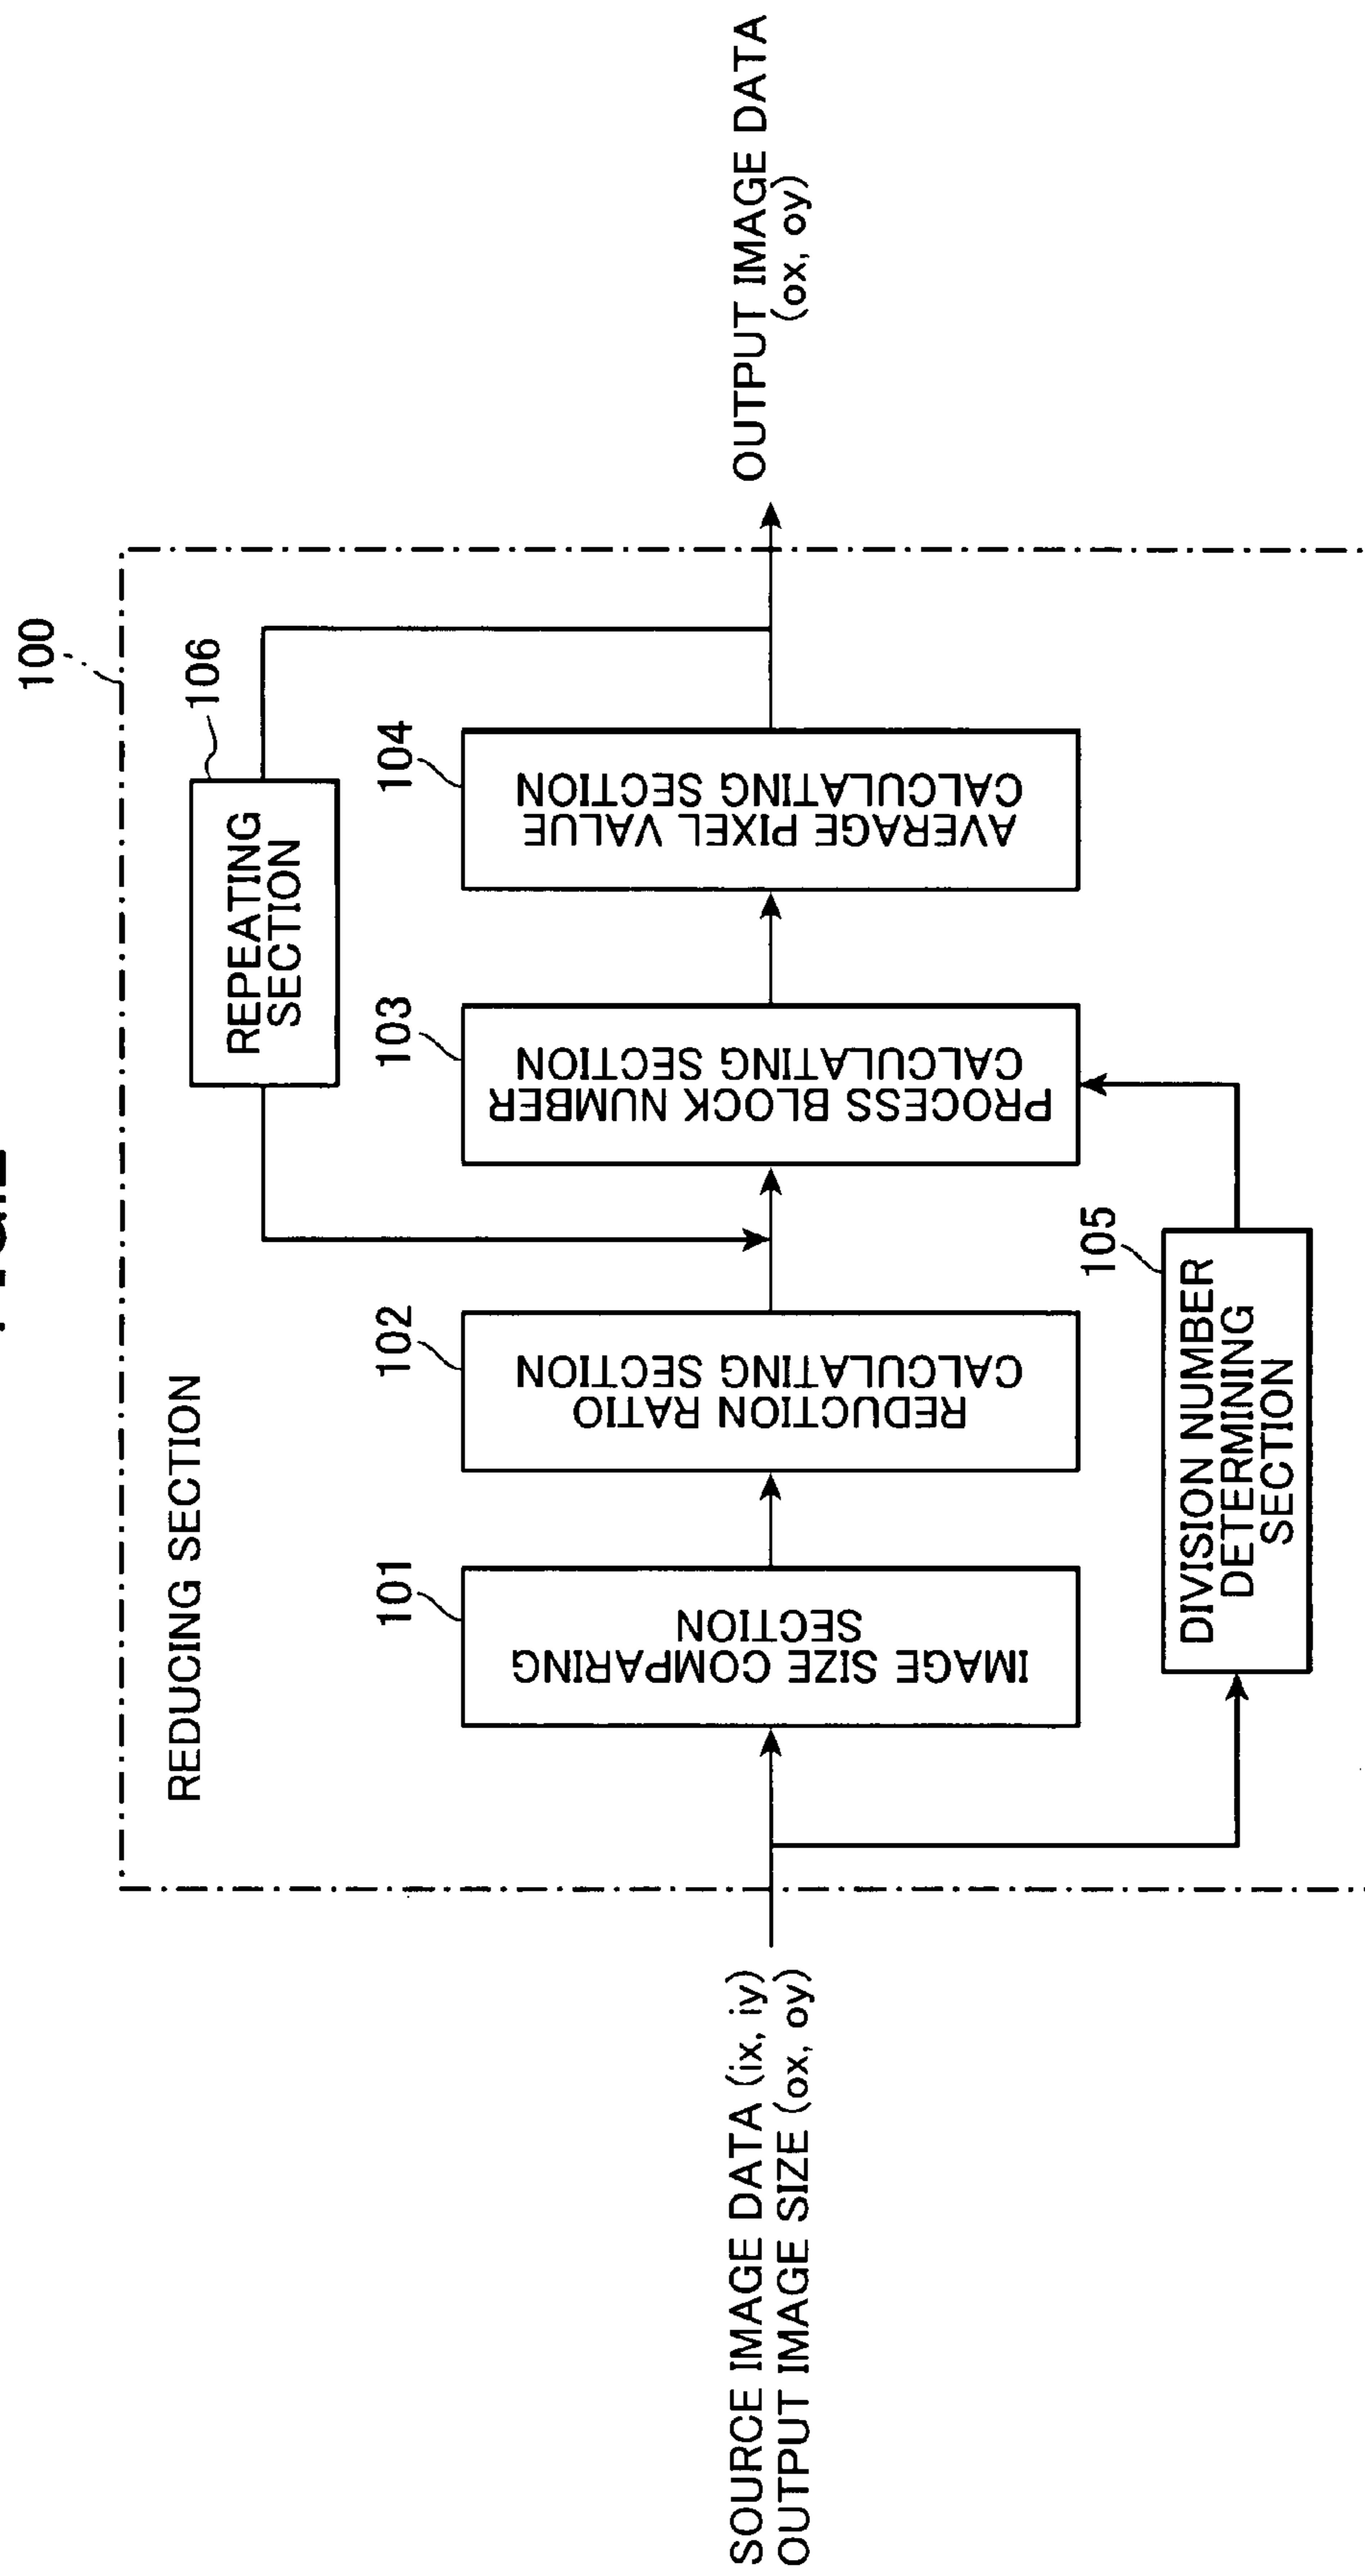 100
REDUCING SECTION
106
REPEATING
SECTION
SOURCE IMAGE DATA (ix, iy)
OUTPUT IMAGE SIZE (ox, oy)
101
IMAGE SIZE COMPARING
SECTION
102
REDUCTION RATIO
CALCULATING SECTION
103
PROCESS BLOCK NUMBER
CALCULATING SECTION
104
AVERAGE PIXEL VALUE
CALCULATING SECTION
OUTPUT IMAGE DATA
(ox, oy)
105
DIVISION NUMBER
DETERMINING
SECTION